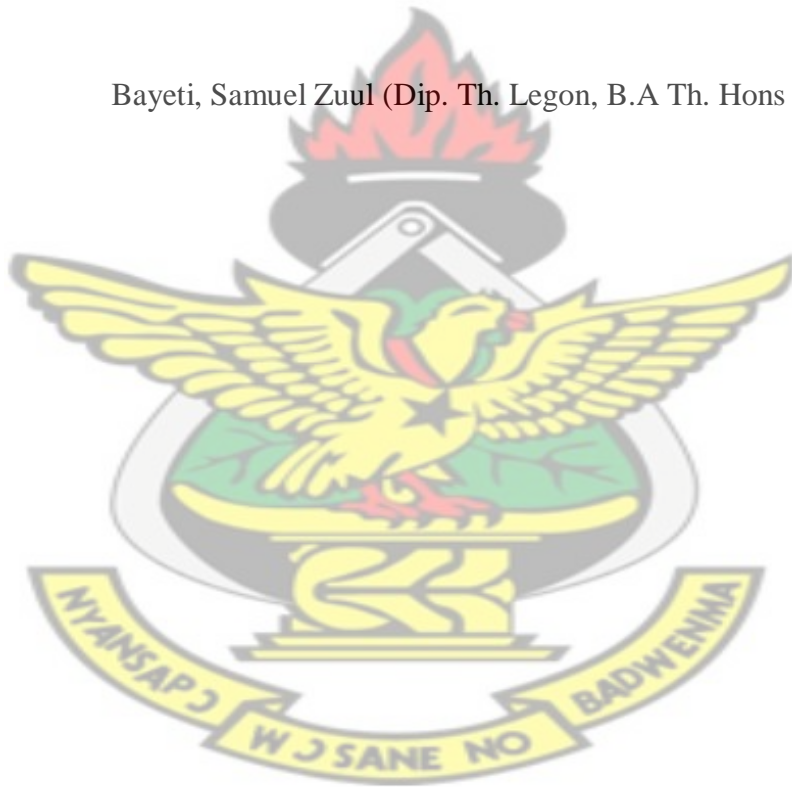 Bayeti, Samuel Zuul (Dip. Th. Legon, B.A Th. Hons
NYANSAPƆ WƆSANE NO BADWENMA